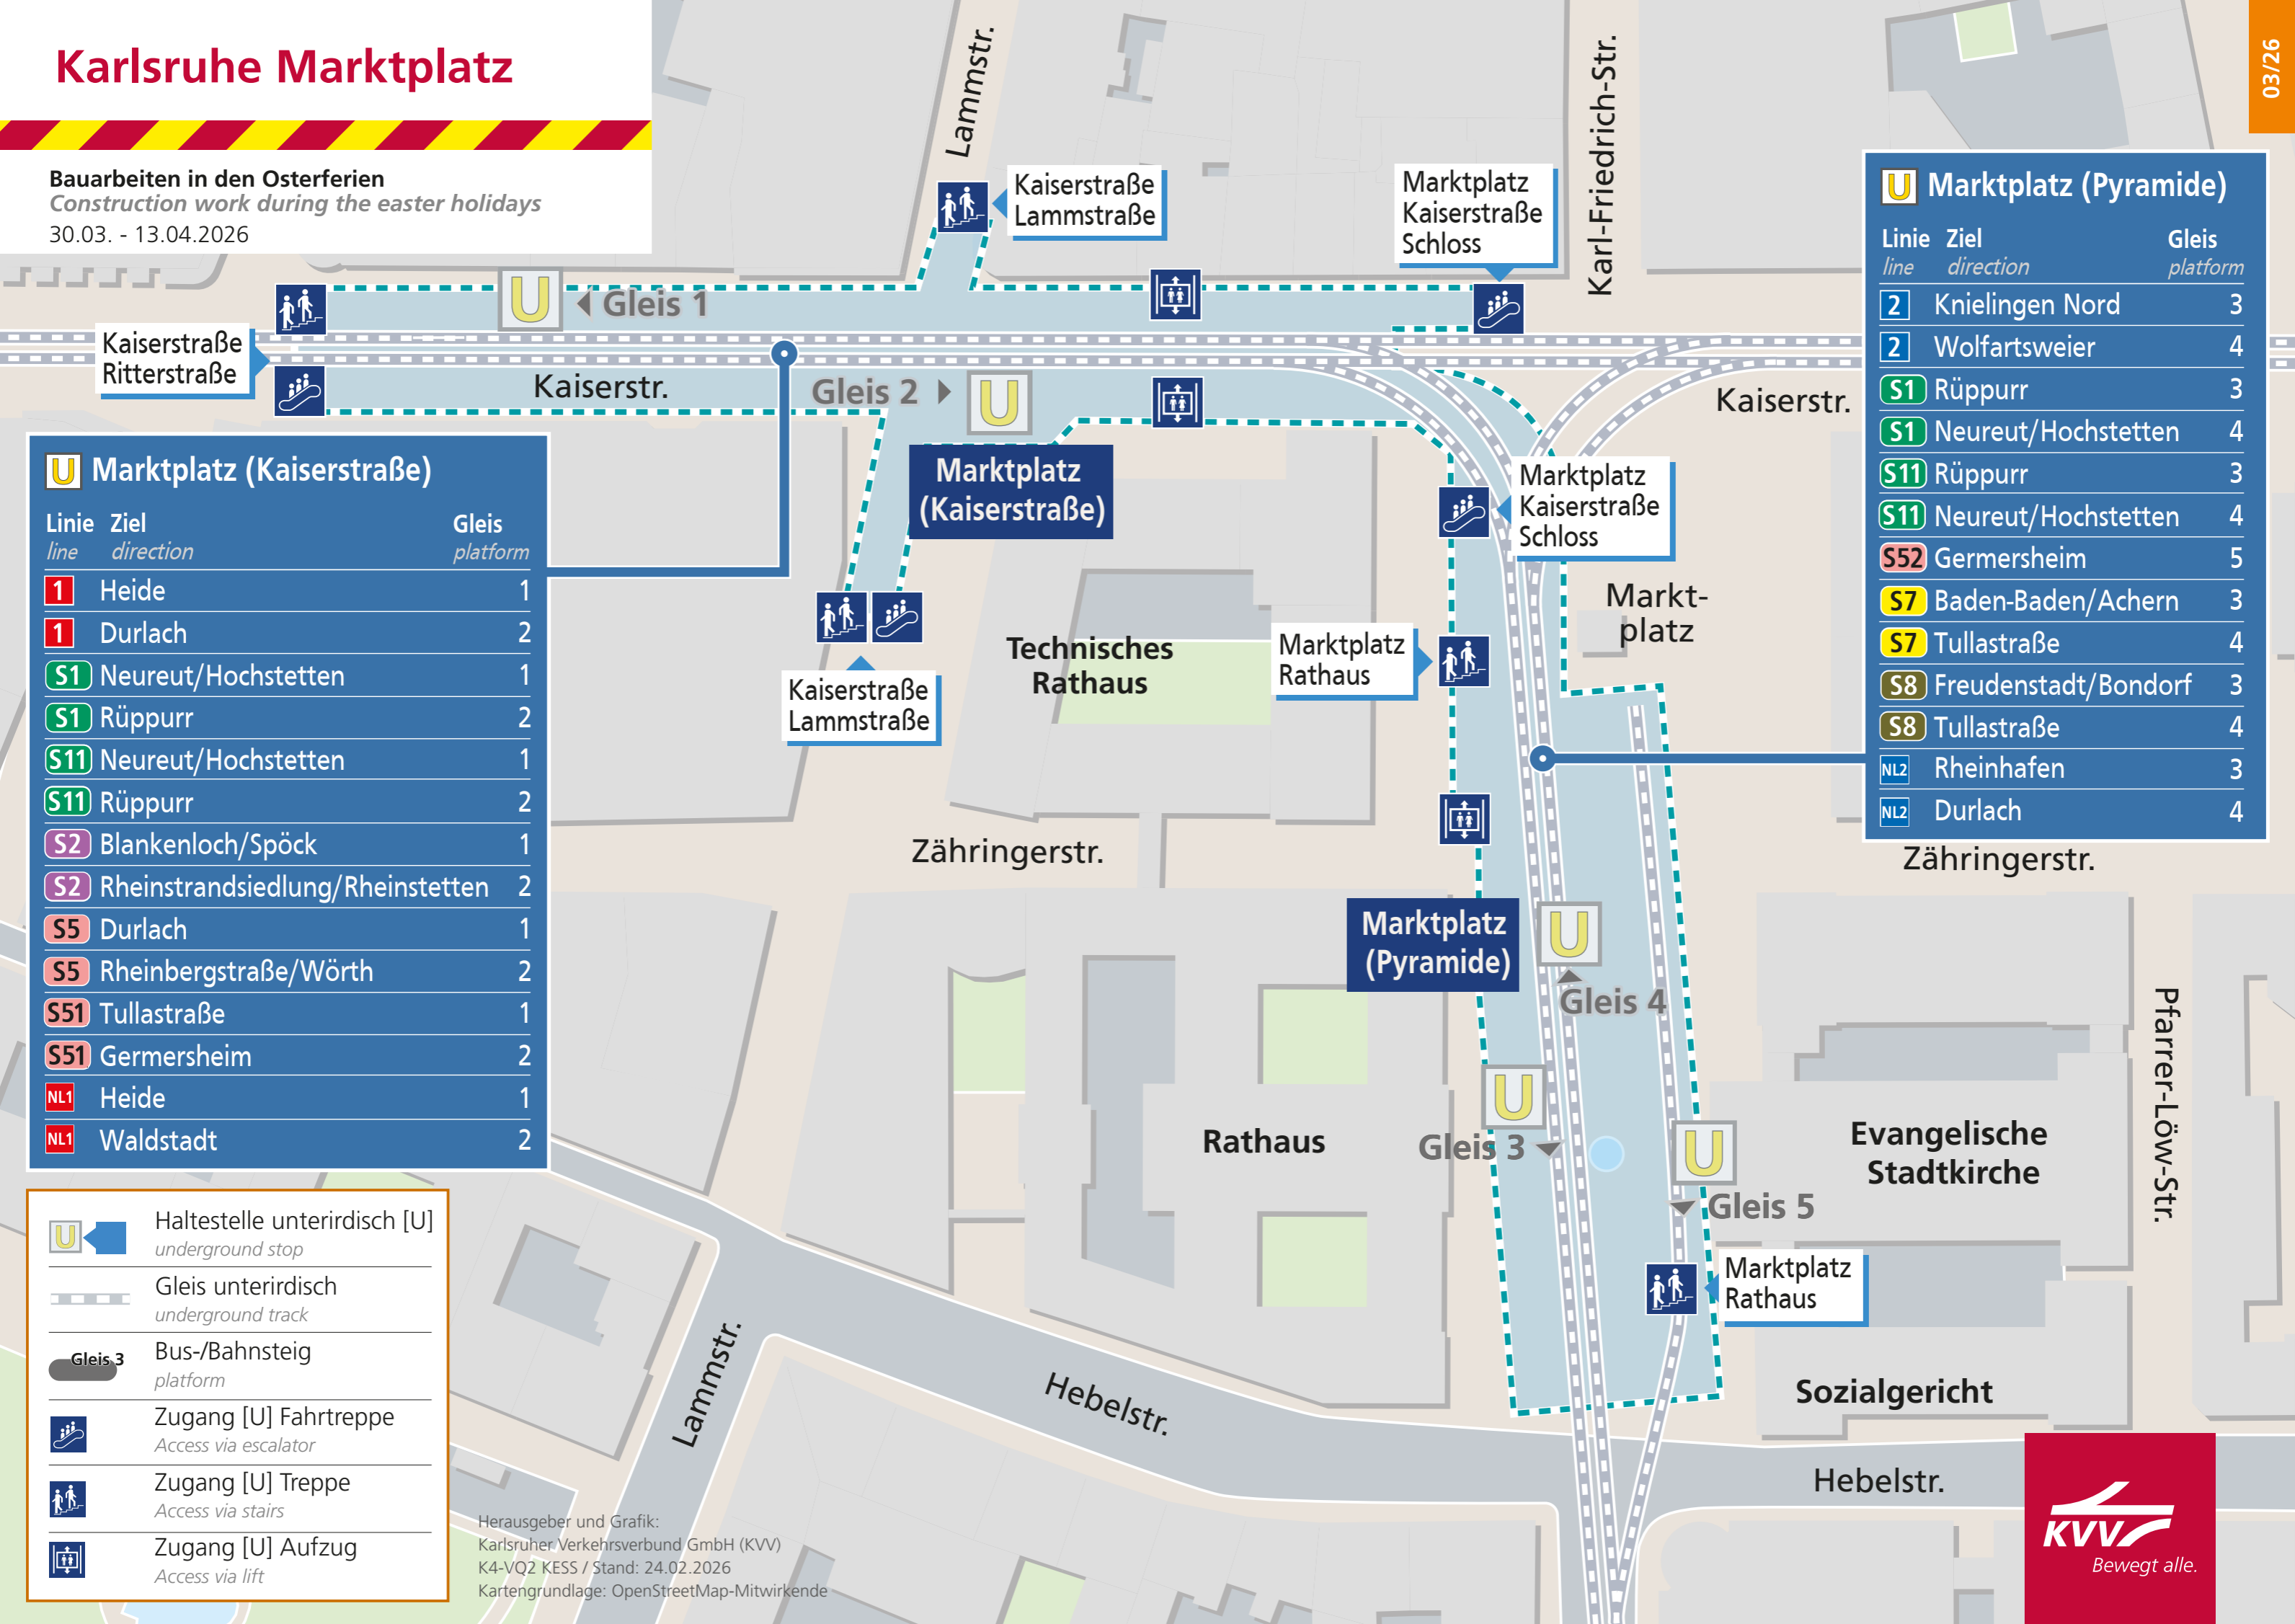 Karlsruhe Marktplatz
Bauarbeiten in den Osterferien
Construction work during the easter holidays
30.03. - 13.04.2026
03/26
Lammstr.
Karl-Friedrich-Str.
Kaiserstraße
Lammstraße
Marktplatz
Kaiserstraße
Schloss
U
Gleis 1
Kaiserstraße
Ritterstraße
Kaiserstr.
Gleis 2
U
Kaiserstr.
Marktplatz
(Kaiserstraße)
Marktplatz
Kaiserstraße
Schloss
Markt-
platz
Technisches
Rathaus
Marktplatz
Rathaus
Kaiserstraße
Lammstraße
Zähringerstr.
Zähringerstr.
Marktplatz
(Pyramide)
U
Gleis 4
U
Gleis 3
U
Gleis 5
Rathaus
Evangelische
Stadtkirche
Pfarrer-Löw-Str.
Marktplatz
Rathaus
Sozialgericht
Lammstr.
Hebelstr.
Hebelstr.
U Marktplatz (Kaiserstraße)
Linie Ziel Gleis
line direction platform
1 Heide 1
1 Durlach 2
S1 Neureut/Hochstetten 1
S1 Rüppurr 2
S11 Neureut/Hochstetten 1
S11 Rüppurr 2
S2 Blankenloch/Spöck 1
S2 Rheinstrandsiedlung/Rheinstetten 2
S5 Durlach 1
S5 Rheinbergstraße/Wörth 2
S51 Tullastraße 1
S51 Germersheim 2
NL1 Heide 1
NL1 Waldstadt 2
U Marktplatz (Pyramide)
Linie Ziel Gleis
line direction platform
2 Knielingen Nord 3
2 Wolfartsweier 4
S1 Rüppurr 3
S1 Neureut/Hochstetten 4
S11 Rüppurr 3
S11 Neureut/Hochstetten 4
S52 Germersheim 5
S7 Baden-Baden/Achern 3
S7 Tullastraße 4
S8 Freudenstadt/Bondorf 3
S8 Tullastraße 4
NL2 Rheinhafen 3
NL2 Durlach 4
U Haltestelle unterirdisch [U]
underground stop
Gleis unterirdisch
underground track
Gleis 3 Bus-/Bahnsteig
platform
Zugang [U] Fahrtreppe
Access via escalator
Zugang [U] Treppe
Access via stairs
Zugang [U] Aufzug
Access via lift
Herausgeber und Grafik:
Karlsruher Verkehrsverbund GmbH (KVV)
K4-VQ2 KESS / Stand: 24.02.2026
Kartengrundlage: OpenStreetMap-Mitwirkende
KVV
Bewegt alle.